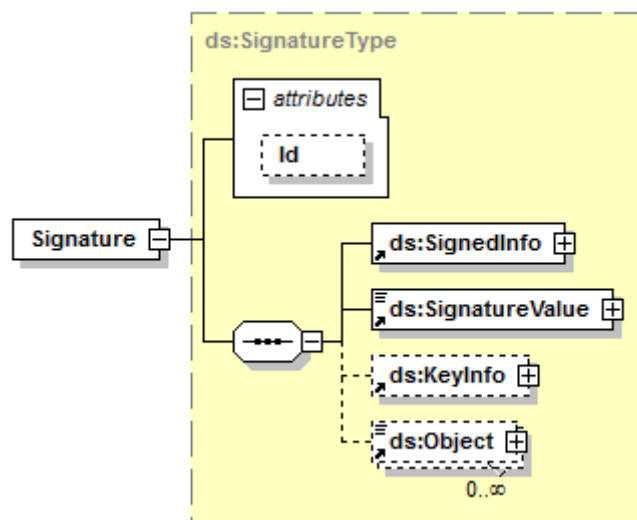 ds:SignatureType
attributes
Id
Signature
ds:SignedInfo
ds:SignatureValue
ds:KeyInfo
ds:Object
0..∞